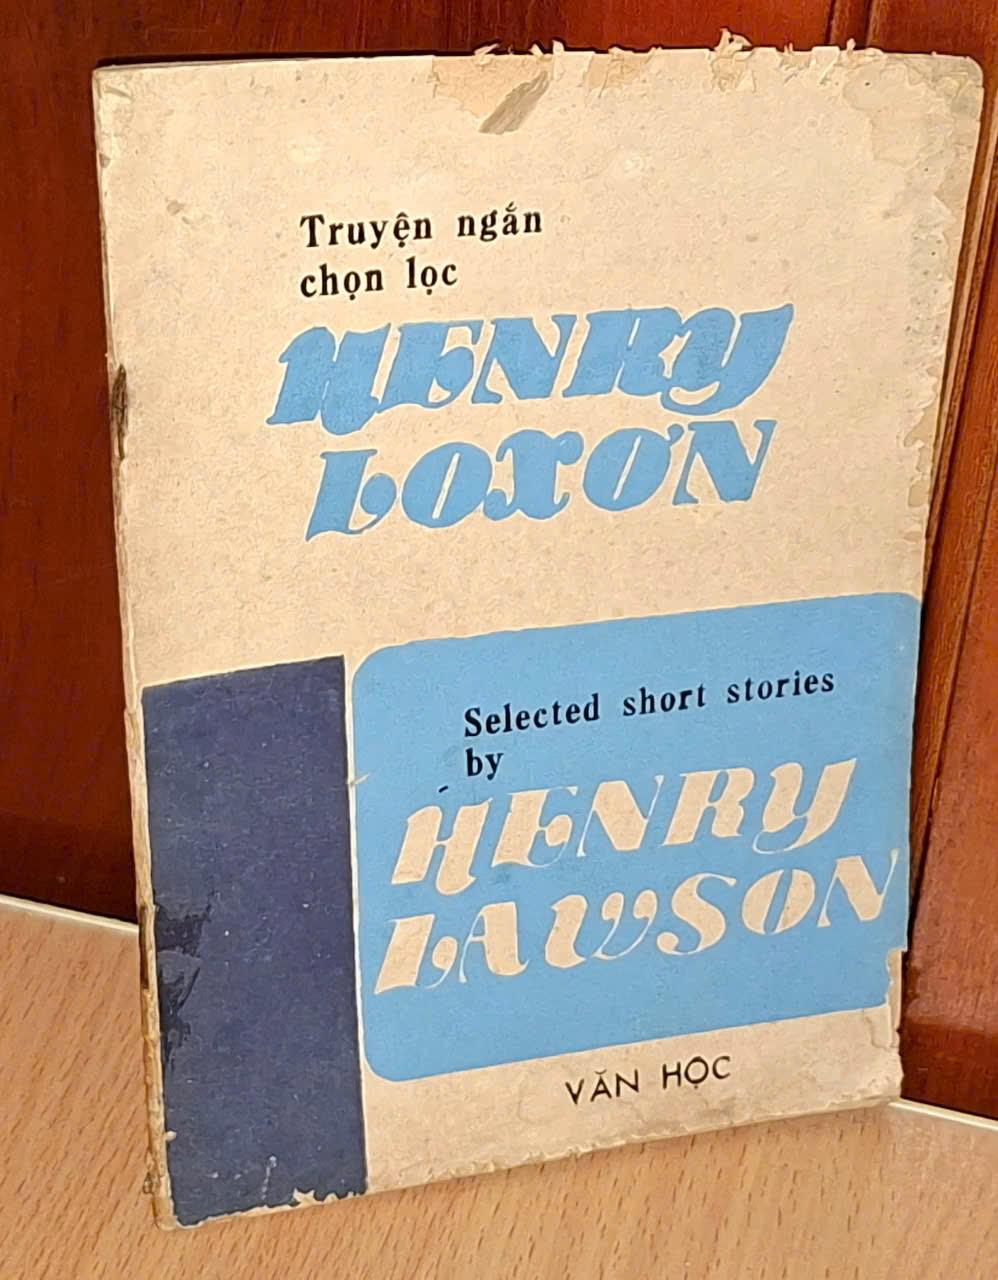 Truyện ngắn
chọn lọc
HENRY
LOXƠN
Selected short stories
by
HENRY
LAWSON
VĂN HỌC